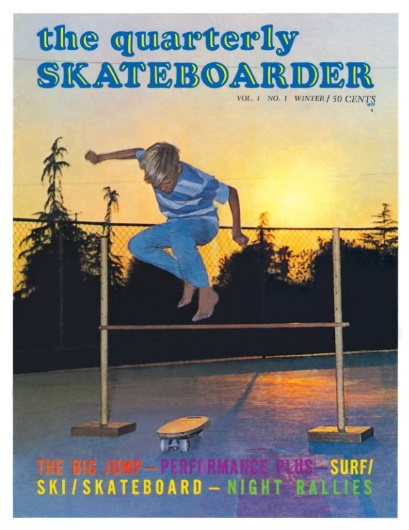 the quarterly
SKATEBOARDER
VOL. 1 NO. 1 WINTER / 50 CENTS
THE BIG JUMP – PERFORMANCE PLUS – SURF/
SKI/SKATEBOARD – NIGHT RALLIES